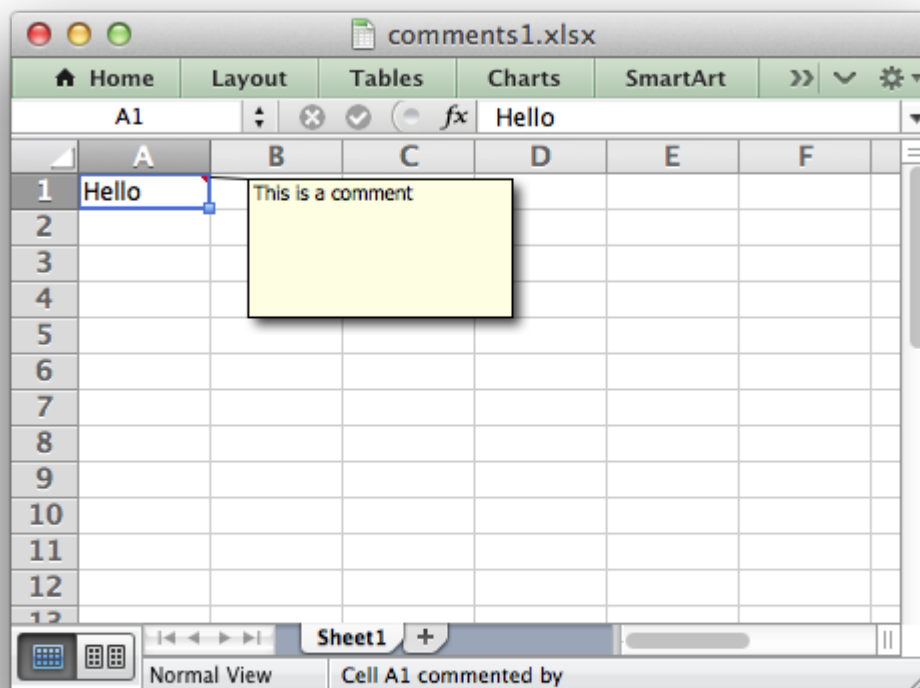 comments1.xlsx
Home Layout Tables Charts SmartArt
A1 fx Hello
A B C D E F
1 Hello This is a comment
2
3
4
5
6
7
8
9
10
11
12
13
Sheet1
Normal View Cell A1 commented by